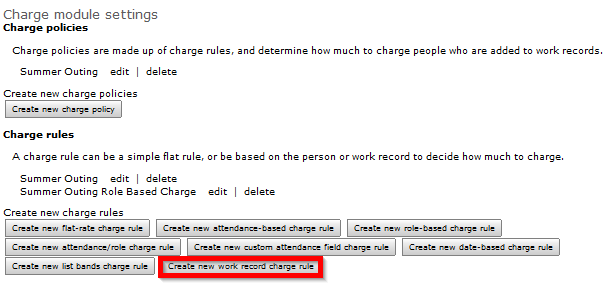 Charge module settings
Charge policies
Charge policies are made up of charge rules, and determine how much to charge people who are added to work records.
Summer Outing edit | delete
Create new charge policies
Create new charge policy
Charge rules
A charge rule can be a simple flat rule, or be based on the person or work record to decide how much to charge.
Summer Outing edit | delete
Summer Outing Role Based Charge edit | delete
Create new charge rules
Create new flat-rate charge rule Create new attendance-based charge rule Create new role-based charge rule
Create new attendance/role charge rule Create new custom attendance field charge rule Create new date-based charge rule
Create new list bands charge rule Create new work record charge rule